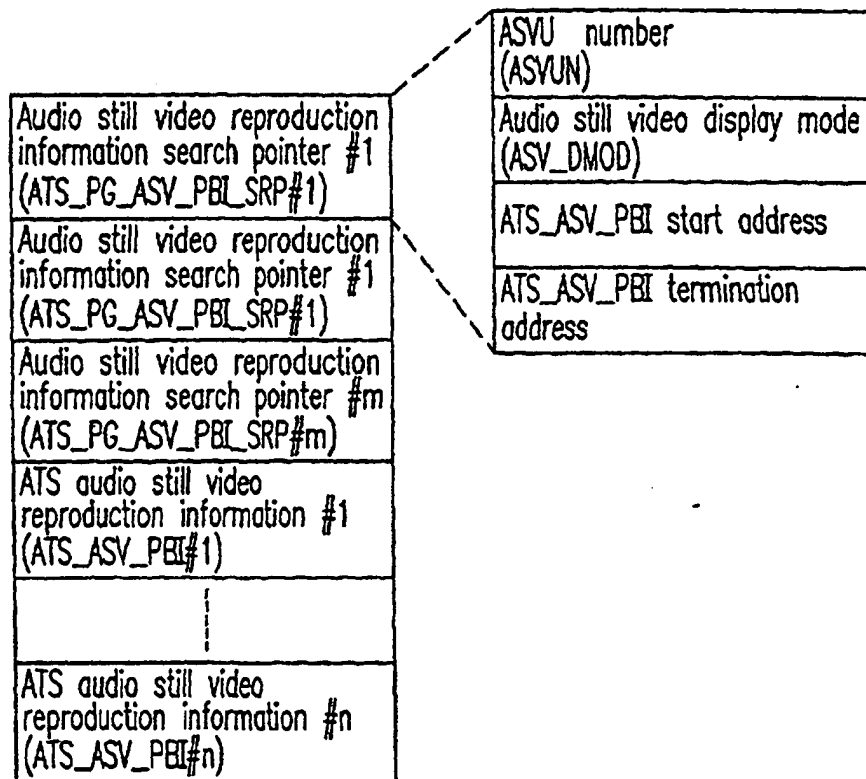 Audio still video reproduction
information search pointer #1
(ATS_PG_ASV_PBI_SRP#1)
Audio still video reproduction
information search pointer #1
(ATS_PG_ASV_PBI_SRP#1)
Audio still video reproduction
information search pointer #m
(ATS_PG_ASV_PBI_SRP#m)
ATS audio still video
reproduction information #1
(ATS_ASV_PBI#1)
ATS audio still video
reproduction information #n
(ATS_ASV_PBI#n)
ASVU number
(ASVUN)
Audio still video display mode
(ASV_DMOD)
ATS_ASV_PBI start address
ATS_ASV_PBI termination
address